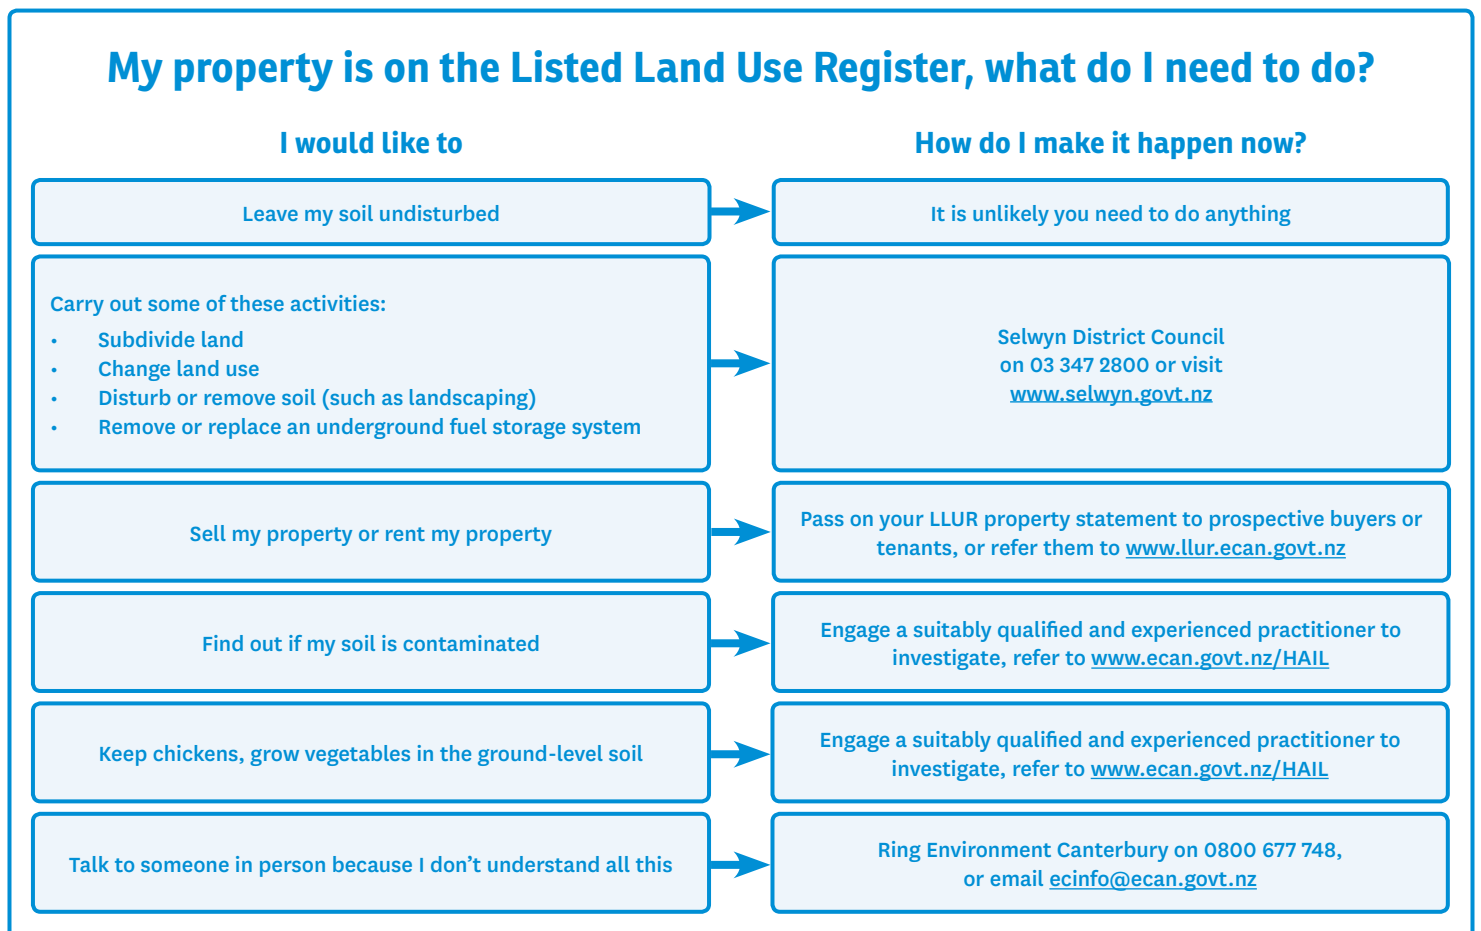 My property is on the Listed Land Use Register, what do I need to do?
I would like to
How do I make it happen now?
Leave my soil undisturbed
It is unlikely you need to do anything
Carry out some of these activities:
• Subdivide land
• Change land use
• Disturb or remove soil (such as landscaping)
• Remove or replace an underground fuel storage system
Selwyn District Council
on 03 347 2800 or visit
www.selwyn.govt.nz
Sell my property or rent my property
Pass on your LLUR property statement to prospective buyers or
tenants, or refer them to www.llur.ecan.govt.nz
Find out if my soil is contaminated
Engage a suitably qualified and experienced practitioner to
investigate, refer to www.ecan.govt.nz/HAIL
Keep chickens, grow vegetables in the ground-level soil
Engage a suitably qualified and experienced practitioner to
investigate, refer to www.ecan.govt.nz/HAIL
Talk to someone in person because I don’t understand all this
Ring Environment Canterbury on 0800 677 748,
or email ecinfo@ecan.govt.nz